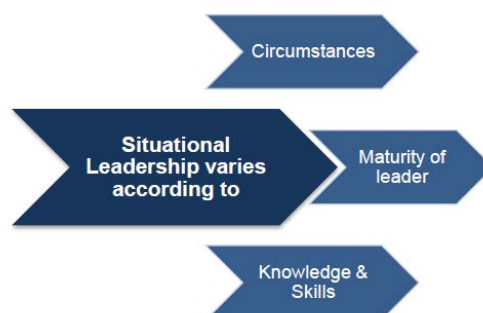 Circumstances
Situational
Leadership varies
according to
Maturity of
leader
Knowledge &
Skills